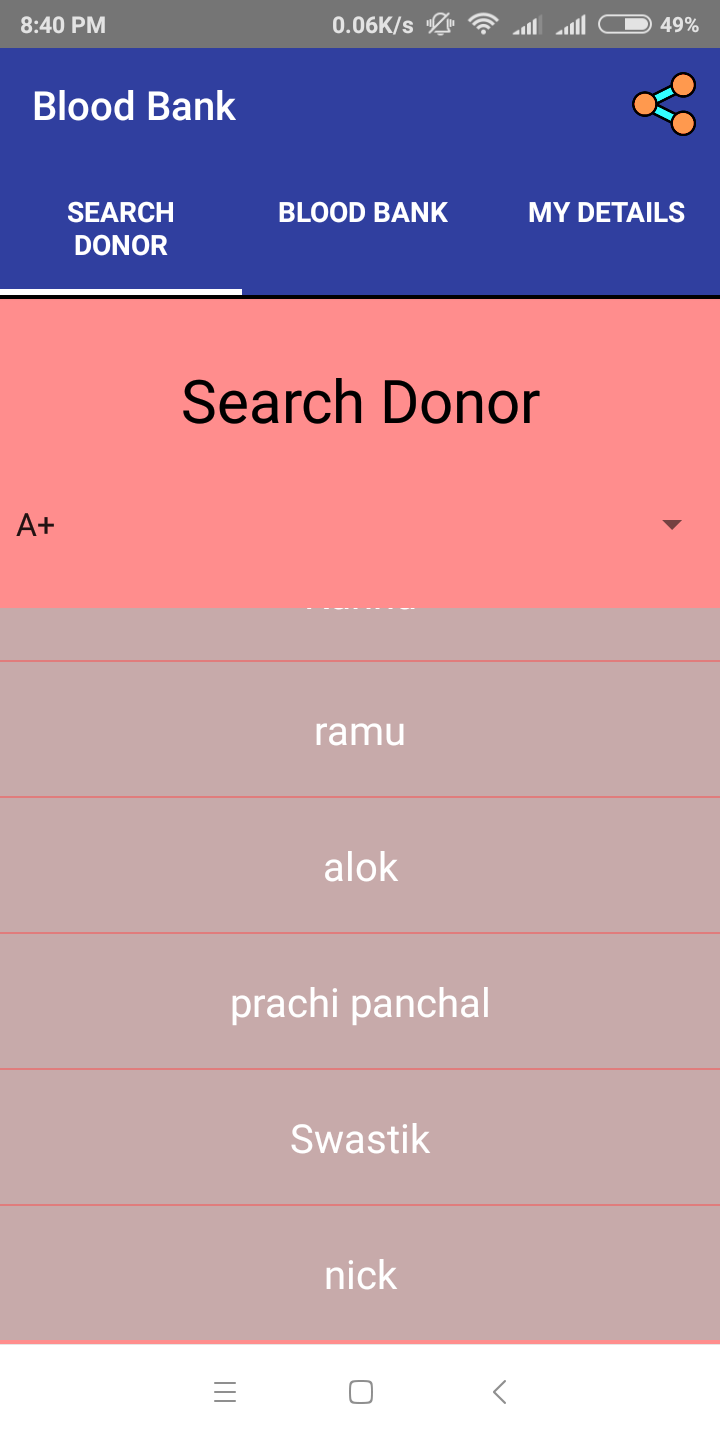 8:40 PM 0.06K/s 49%
Blood Bank
SEARCH DONOR BLOOD BANK MY DETAILS
Search Donor
A+
ramu
alok
prachi panchal
Swastik
nick